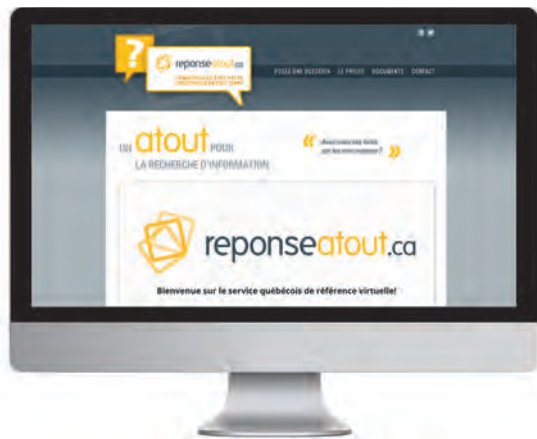 ?
reponseatout.ca
POSEZ UNE QUESTION LE PROJET DOCUMENTS CONTACT
UN atout POUR
LA RECHERCHE D'INFORMATION
«
»
reponseatout.ca
Bienvenue sur le service québécois de référence virtuelle!